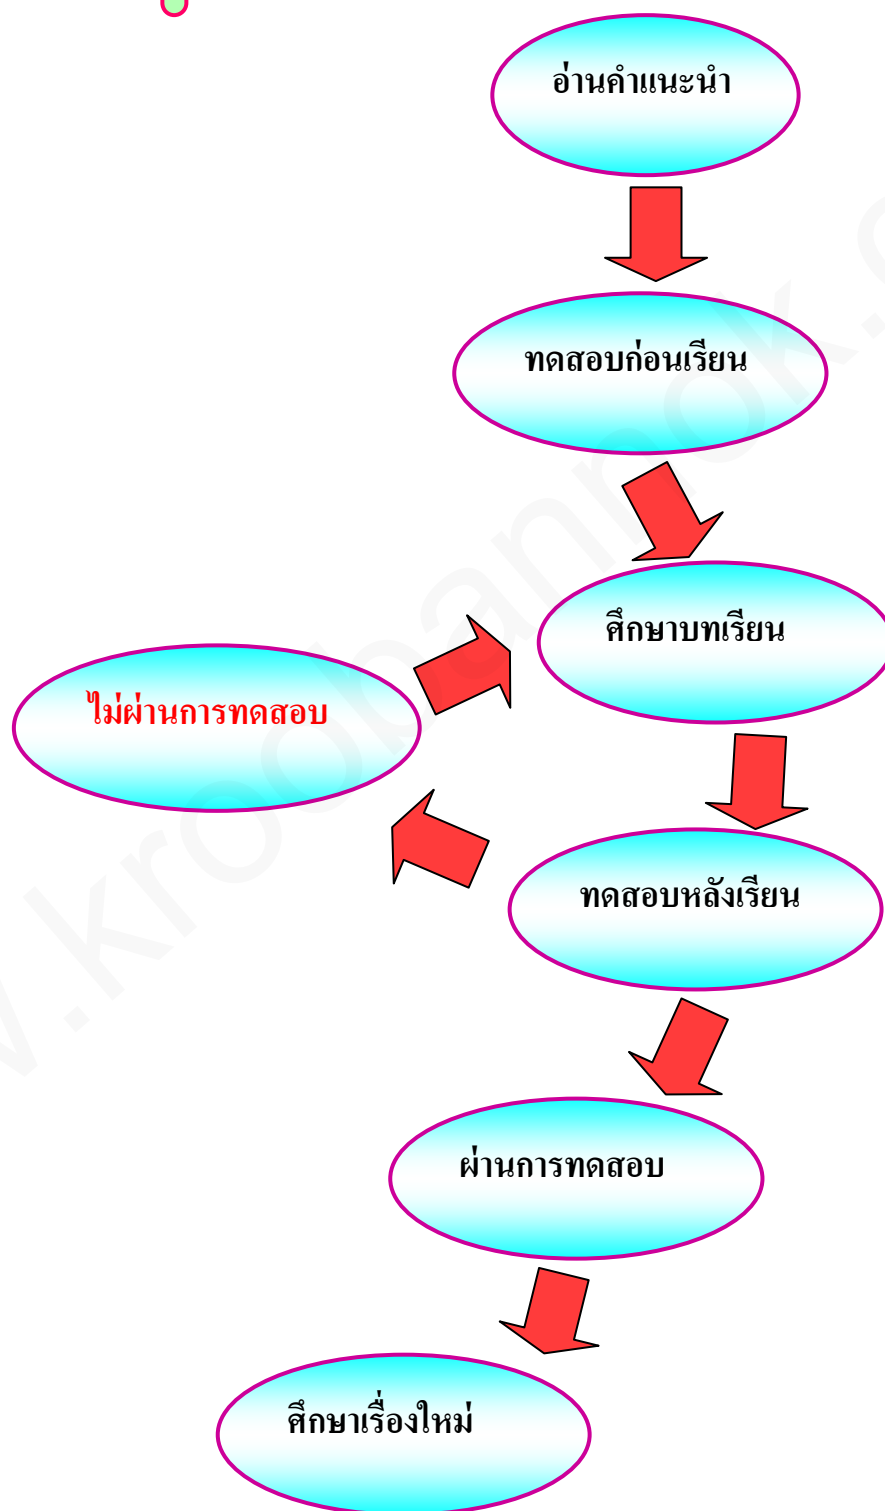 อ่านคำแนะนำ
ทดสอบก่อนเรียน
ศึกษาบทเรียน
ไม่ผ่านการทดสอบ
ทดสอบหลังเรียน
ผ่านการทดสอบ
ศึกษาเรื่องใหม่